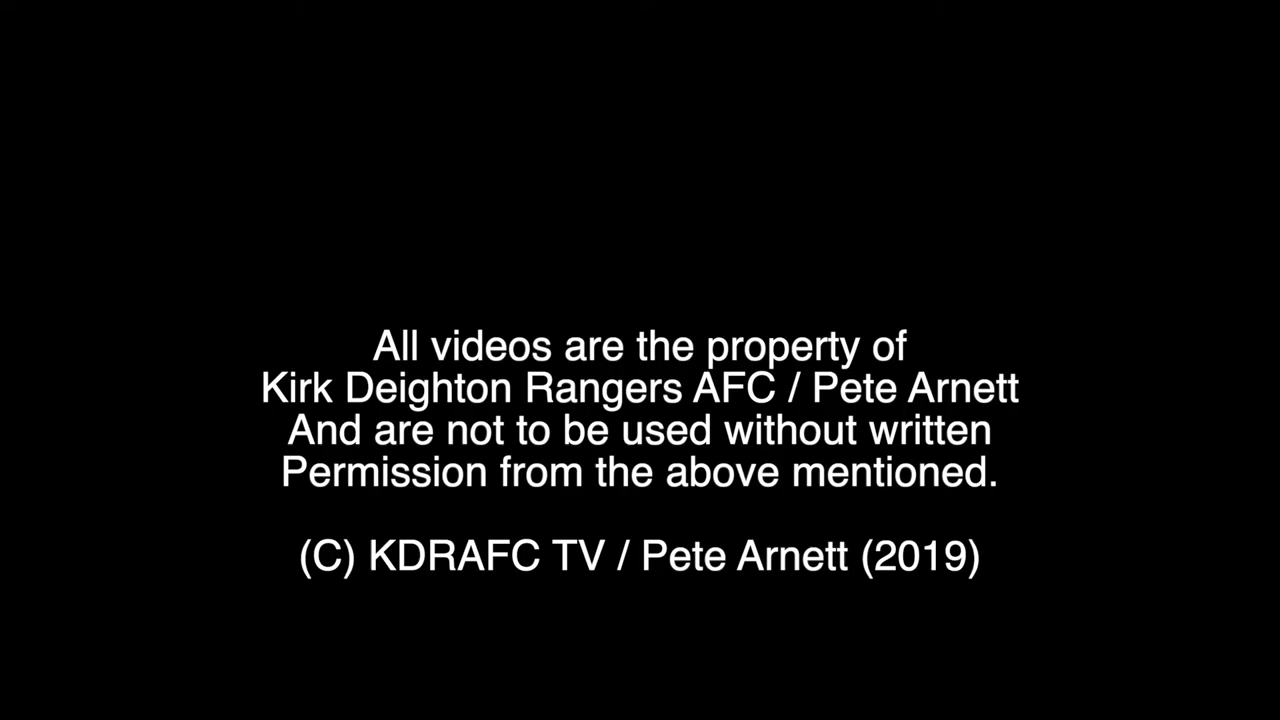 All videos are the property of
Kirk Deighton Rangers AFC / Pete Arnett
And are not to be used without written
Permission from the above mentioned.
(C) KDRAFC TV / Pete Arnett (2019)